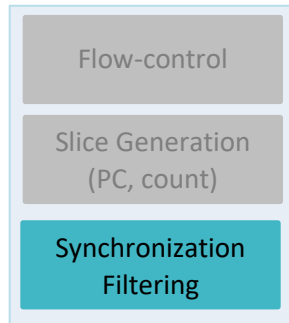 Flow-control
Slice Generation
(PC, count)
Synchronization
Filtering